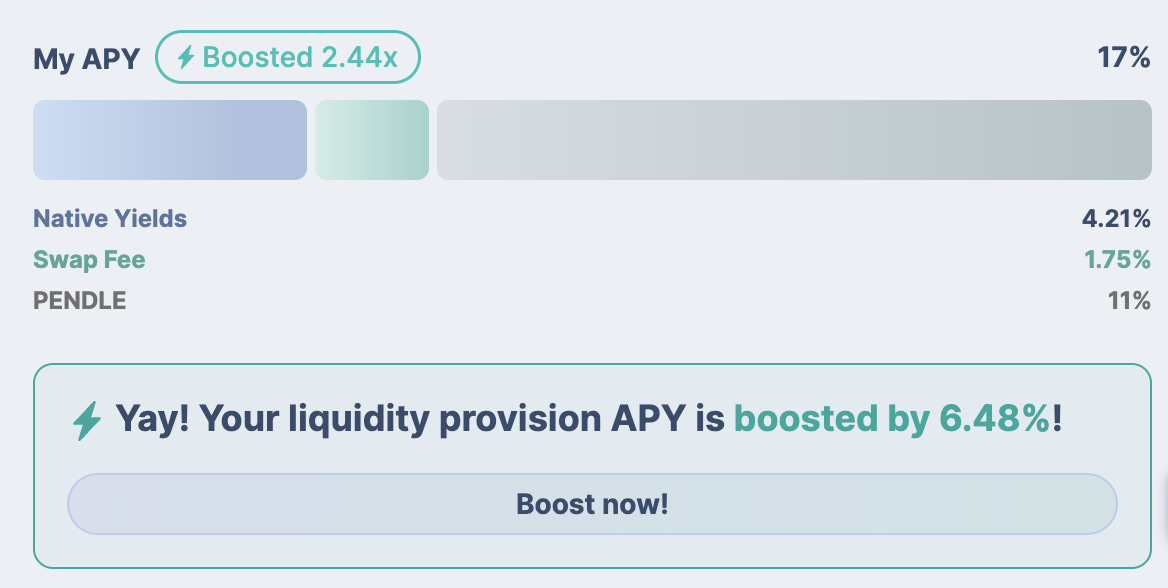 My APY
Boosted 2.44x
17%
Native Yields
4.21%
Swap Fee
1.75%
PENDLE
11%
Yay! Your liquidity provision APY is boosted by 6.48%!
Boost now!